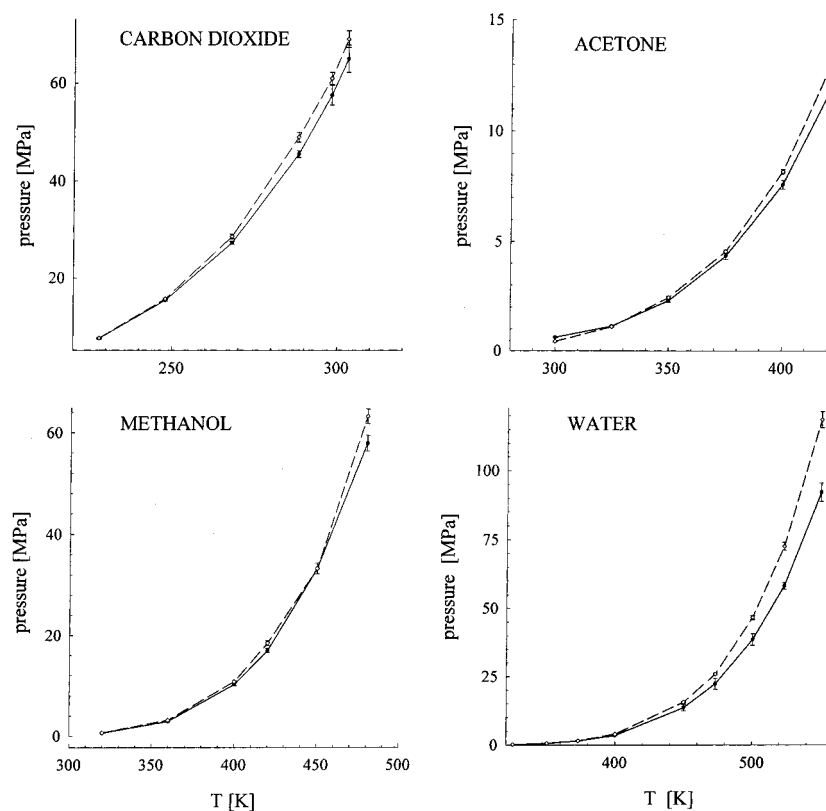 CARBON DIOXIDE
pressure [MPa]
60
40
20
250
300
ACETONE
pressure [MPa]
15
10
5
0
300
350
400
METHANOL
pressure [MPa]
60
40
20
0
300
350
400
450
500
T [K]
WATER
pressure [MPa]
100
75
50
25
0
400
500
T [K]